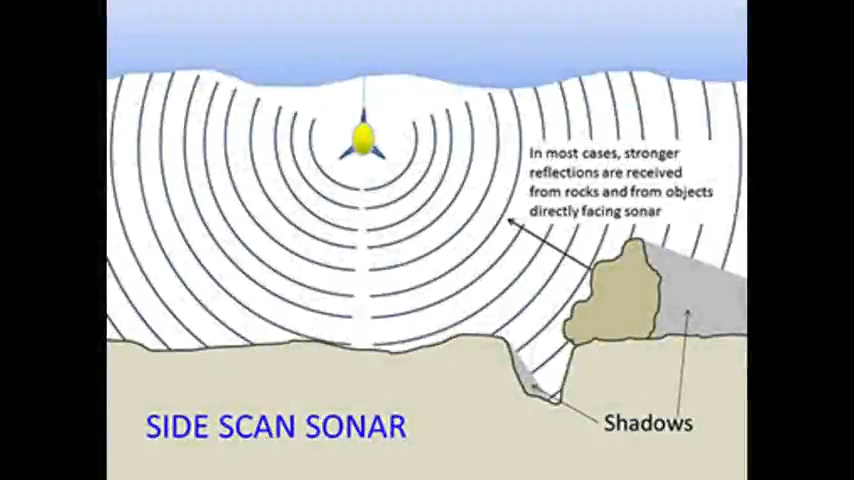 In most cases, stronger
reflections are received
from rocks and from objects
directly facing sonar
Shadows
SIDE SCAN SONAR